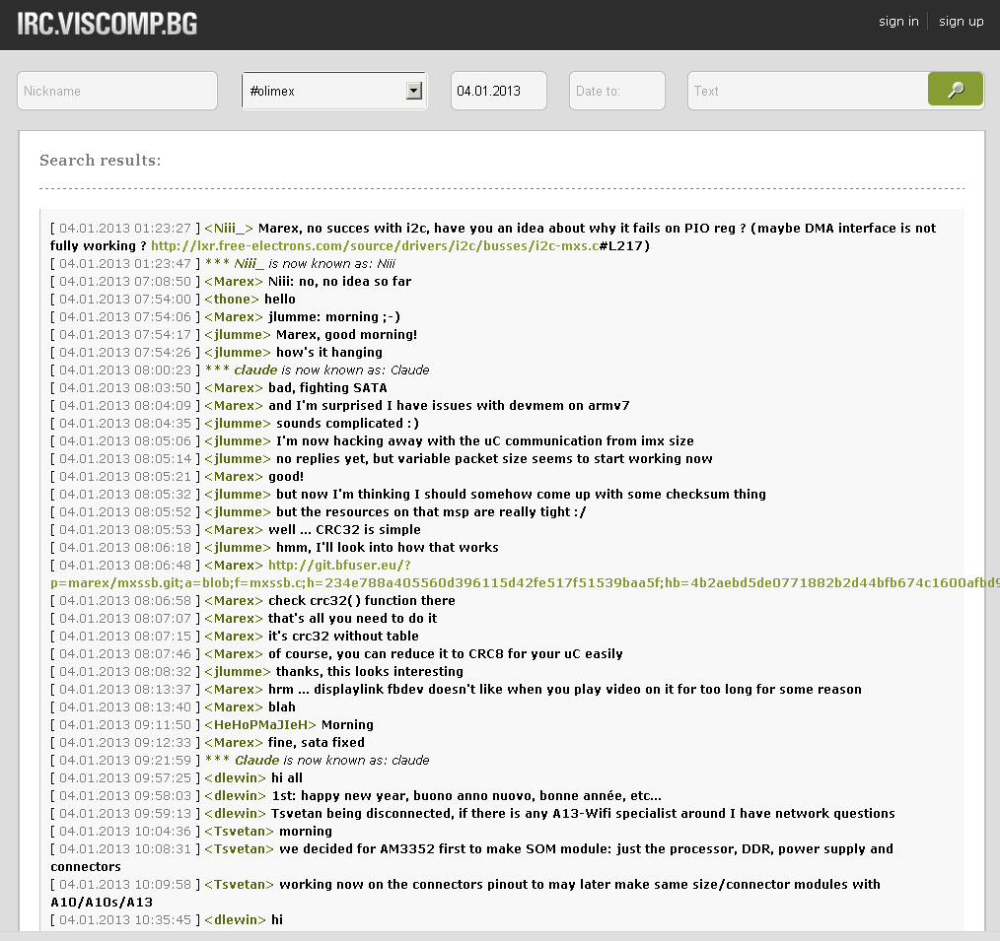 IRC.VISCOMP.BG
sign in
sign up
Nickname
#olimex
04.01.2013
Date to:
Text
Search results:
[ 04.01.2013 01:23:27 ] <Niii_> Marex, no succes with i2c, have you an idea about why it fails on PIO reg ? (maybe DMA interface is not
fully working ? http://lxr.free-electrons.com/source/drivers/i2c/busses/i2c-mxs.c#L217)
[ 04.01.2013 01:23:47 ] *** Niii_ is now known as: Niii
[ 04.01.2013 07:08:50 ] <Marex> Niii: no, no idea so far
[ 04.01.2013 07:54:00 ] <thone> hello
[ 04.01.2013 07:54:06 ] <Marex> jlumme: morning ;-)
[ 04.01.2013 07:54:17 ] <jlumme> Marex, good morning!
[ 04.01.2013 07:54:26 ] <jlumme> how's it hanging
[ 04.01.2013 08:00:23 ] *** claude is now known as: Claude
[ 04.01.2013 08:03:50 ] <Marex> bad, fighting SATA
[ 04.01.2013 08:04:09 ] <Marex> and I'm surprised I have issues with devmem on armv7
[ 04.01.2013 08:04:35 ] <jlumme> sounds complicated :)
[ 04.01.2013 08:05:06 ] <jlumme> I'm now hacking away with the uC communication from imx size
[ 04.01.2013 08:05:14 ] <jlumme> no replies yet, but variable packet size seems to start working now
[ 04.01.2013 08:05:21 ] <Marex> good!
[ 04.01.2013 08:05:32 ] <jlumme> but now I'm thinking I should somehow come up with some checksum thing
[ 04.01.2013 08:05:52 ] <jlumme> but the resources on that msp are really tight :/
[ 04.01.2013 08:05:53 ] <Marex> well ... CRC32 is simple
[ 04.01.2013 08:06:18 ] <jlumme> hmm, I'll look into how that works
[ 04.01.2013 08:06:48 ] <Marex> http://git.bfuser.eu/?
p=marex/mxssb.git;a=blob;f=mxssb.c;h=234e788a405560d396115d42fe517f51539baa5f;hb=4b2aebd5de0771882b2d44bfb674c1600afbd9
[ 04.01.2013 08:06:58 ] <Marex> check crc32() function there
[ 04.01.2013 08:07:07 ] <Marex> that's all you need to do it
[ 04.01.2013 08:07:15 ] <Marex> it's crc32 without table
[ 04.01.2013 08:07:46 ] <Marex> of course, you can reduce it to CRC8 for your uC easily
[ 04.01.2013 08:08:32 ] <jlumme> thanks, this looks interesting
[ 04.01.2013 08:13:37 ] <Marex> hrm ... displaylink fbdev doesn't like when you play video on it for too long for some reason
[ 04.01.2013 08:13:40 ] <Marex> blah
[ 04.01.2013 09:11:50 ] <HeHoPMaJIeH> Morning
[ 04.01.2013 09:12:33 ] <Marex> fine, sata fixed
[ 04.01.2013 09:21:59 ] *** Claude is now known as: claude
[ 04.01.2013 09:57:25 ] <dlewin> hi all
[ 04.01.2013 09:58:03 ] <dlewin> 1st: happy new year, buono anno nuovo, bonne année, etc...
[ 04.01.2013 09:59:13 ] <dlewin> Tsvetan being disconnected, if there is any A13-Wifi specialist around I have network questions
[ 04.01.2013 10:04:36 ] <Tsvetan> morning
[ 04.01.2013 10:08:31 ] <Tsvetan> we decided for AM3352 first to make SOM module: just the processor, DDR, power supply and
connectors
[ 04.01.2013 10:09:58 ] <Tsvetan> working now on the connectors pinout to may later make same size/connector modules with
A10/A10s/A13
[ 04.01.2013 10:35:45 ] <dlewin> hi